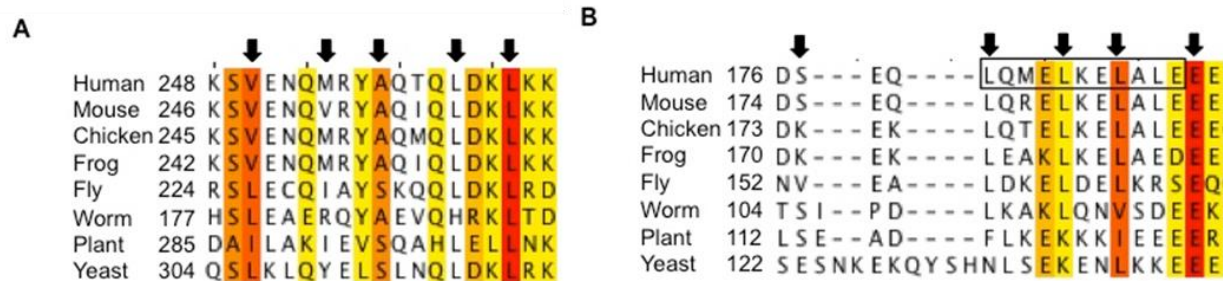 A
Human 248 K S V E N Q M R Y A Q T Q L D K L K K
Mouse 246 K S V E N Q V R Y A Q I Q L D K L K K
Chicken 245 K S V E N Q M R Y A Q M Q L D K L K K
Frog 242 K S V E N Q M R Y A Q I Q L D K L K K
Fly 224 R S L E C Q I A Y S K Q Q L D K L R D
Worm 177 H S L E A E R Q Y A E V Q H R K L T D
Plant 285 D A I L A K I E V S Q A H L E L L N K
Yeast 304 Q S L K L Q Y E L S L N Q L D K L R K
B
Human 176 D S - - - E Q - - - - L Q M E L K E L A L E E E
Mouse 174 D S - - - E Q - - - - L Q R E L K E L A L E E E
Chicken 173 D K - - - E K - - - - L Q T E L K E L A L E E E
Frog 170 D K - - - E K - - - - L E A K L K E L A E D E E
Fly 152 N V - - - E A - - - - L D K E L D E L K R S E Q
Worm 104 T S I - - P D - - - - L K A K L Q N V S D E E K
Plant 112 L S E - - A D - - - - F L K E K K K I E E E E R
Yeast 122 S E S N K E K Q Y S H N L S E K E N L K K E E E